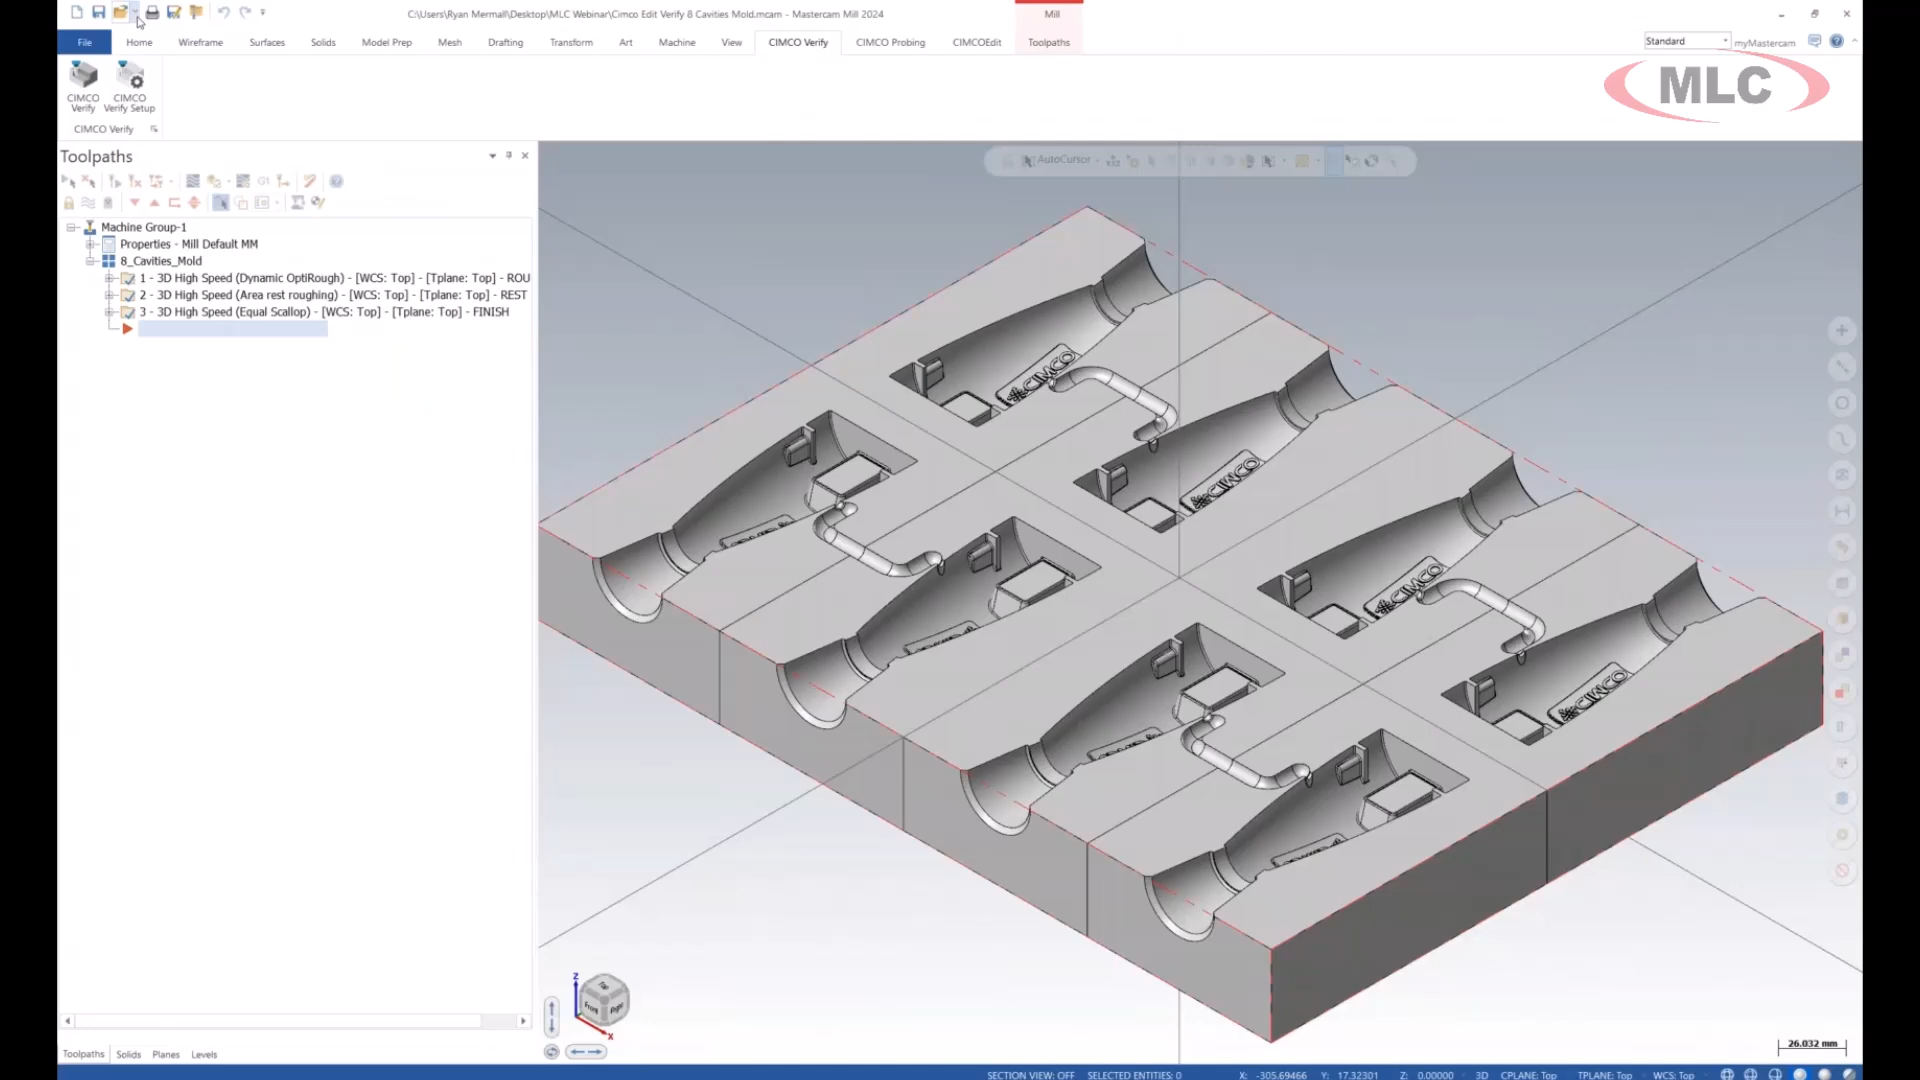 C:\Users\Ryan Mermall\Desktop\MLC Webinar\Cimco Edit Verify 8 Cavities Mold.mcam - Mastercam Mill 2024
Mill
File
Home
Wireframe
Surfaces
Solids
Model Prep
Mesh
Drafting
Transform
Art
Machine
View
CIMCO Verify
CIMCO Probing
CIMCOEdit
Toolpaths
Standard
myMastercam
MLC
CIMCO Verify
CIMCO Verify Setup
CIMCO Verify
Toolpaths
AutoCursor
G1
Machine Group-1
Properties - Mill Default MM
8_Cavities_Mold
1 - 3D High Speed (Dynamic OptiRough) - [WCS: Top] - [Tplane: Top] - ROU
2 - 3D High Speed (Area rest roughing) - [WCS: Top] - [Tplane: Top] - REST
3 - 3D High Speed (Equal Scallop) - [WCS: Top] - [Tplane: Top] - FINISH
CIMCO
CIMCO
CIMCO
CIMCO
Z
Top
Front
Right
X
26.032 mm
Toolpaths
Solids
Planes
Levels
SECTION VIEW: OFF
SELECTED ENTITIES: 0
X: -305.69466
Y: 17.32301
Z: 0.00000
3D
CPLANE: Top
TPLANE: Top
WCS: Top